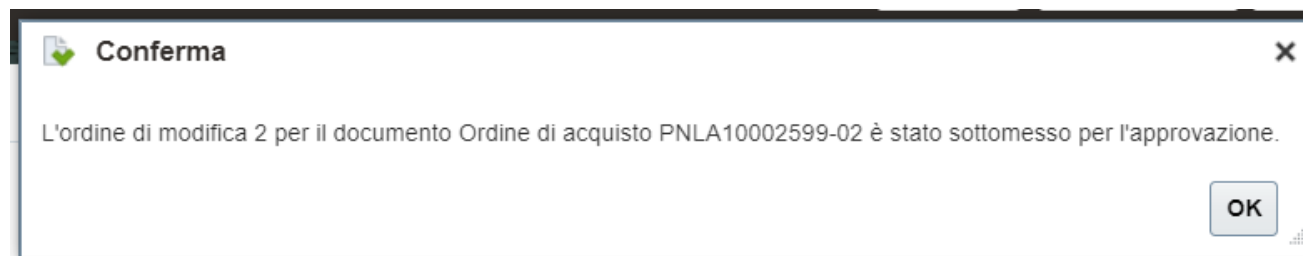 Conferma
L'ordine di modifica 2 per il documento Ordine di acquisto PNLA10002599-02 è stato sottomesso per l'approvazione.
OK